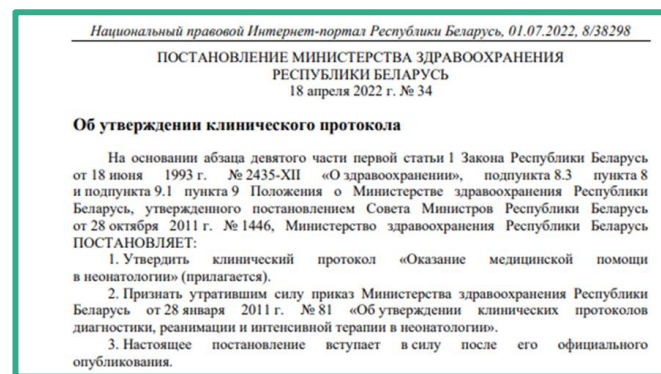 Национальный правовой Интернет-портал Республики Беларусь, 01.07.2022, 8/38298
ПОСТАНОВЛЕНИЕ МИНИСТЕРСТВА ЗДРАВООХРАНЕНИЯ
РЕСПУБЛИКИ БЕЛАРУСЬ
18 апреля 2022 г. № 34
Об утверждении клинического протокола
На основании абзаца девятого части первой статьи 1 Закона Республики Беларусь
от 18 июня 1993 г. № 2435-XII «О здравоохранении», подпункта 8.3 пункта 8
и подпункта 9.1 пункта 9 Положения о Министерстве здравоохранения Республики
Беларусь, утвержденного постановлением Совета Министров Республики Беларусь
от 28 октября 2011 г. № 1446, Министерство здравоохранения Республики Беларусь
ПОСТАНОВЛЯЕТ:
1. Утвердить клинический протокол «Оказание медицинской помощи
в неонатологии» (прилагается).
2. Признать утратившим силу приказ Министерства здравоохранения Республики
Беларусь от 28 января 2011 г. № 81 «Об утверждении клинических протоколов
диагностики, реанимации и интенсивной терапии в неонатологии».
3. Настоящее постановление вступает в силу после его официального
опубликования.